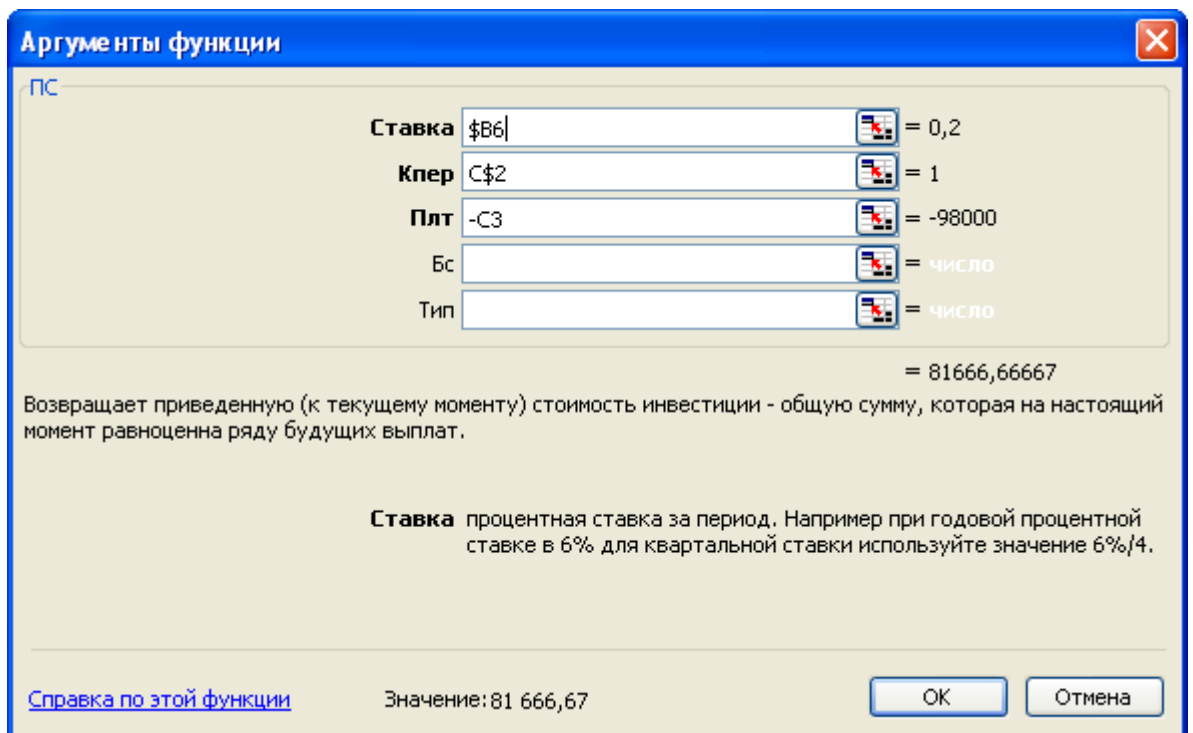 Аргументы функции
ПС
Ставка $B6 = 0,2
Кпер C$2 = 1
Плт -C3 = -98000
Бс = число
Тип = число
= 81666,66667
Возвращает приведенную (к текущему моменту) стоимость инвестиции - общую сумму, которая на настоящий
момент равноценна ряду будущих выплат.
Ставка процентная ставка за период. Например при годовой процентной
ставке в 6% для квартальной ставки используйте значение 6%/4.
Справка по этой функции Значение:81 666,67 ОК Отмена